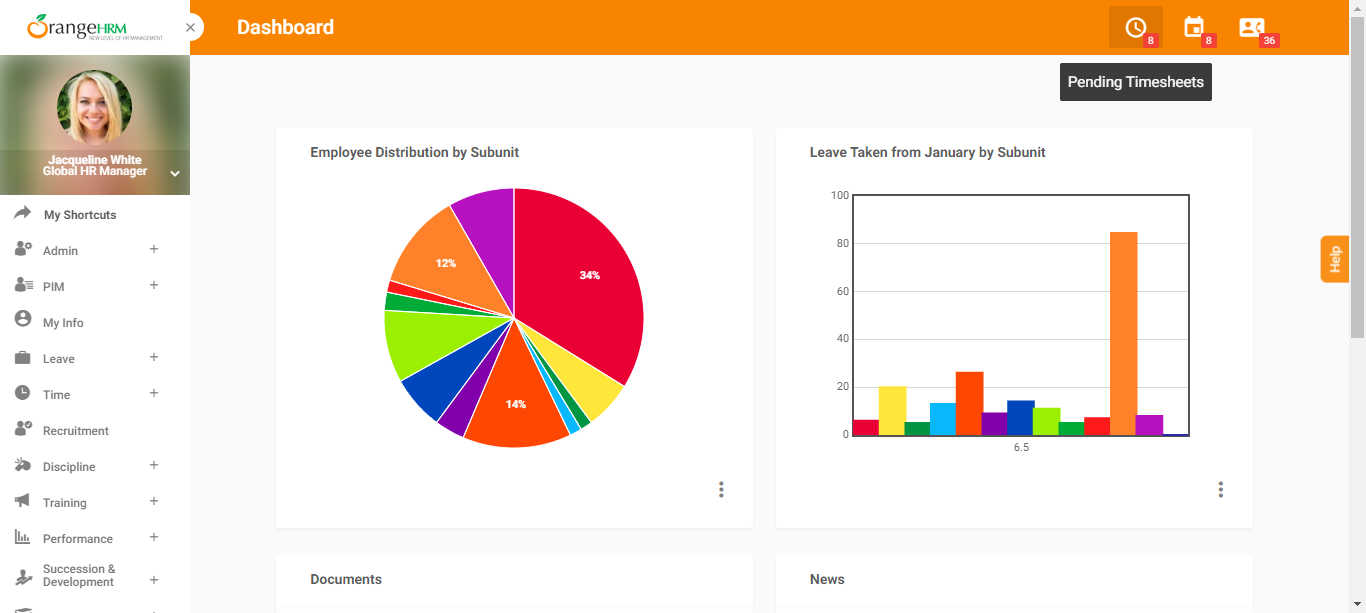 OrangeHRM
NEW LEVEL OF HR MANAGEMENT
Dashboard
8
8
36
Pending Timesheets
Jacqueline White
Global HR Manager
My Shortcuts
Admin
PIM
My Info
Leave
Time
Recruitment
Discipline
Training
Performance
Succession &
Development
Employee Distribution by Subunit
12%
34%
14%
Leave Taken from January by Subunit
100
80
60
40
20
0
6.5
Help
Documents
News